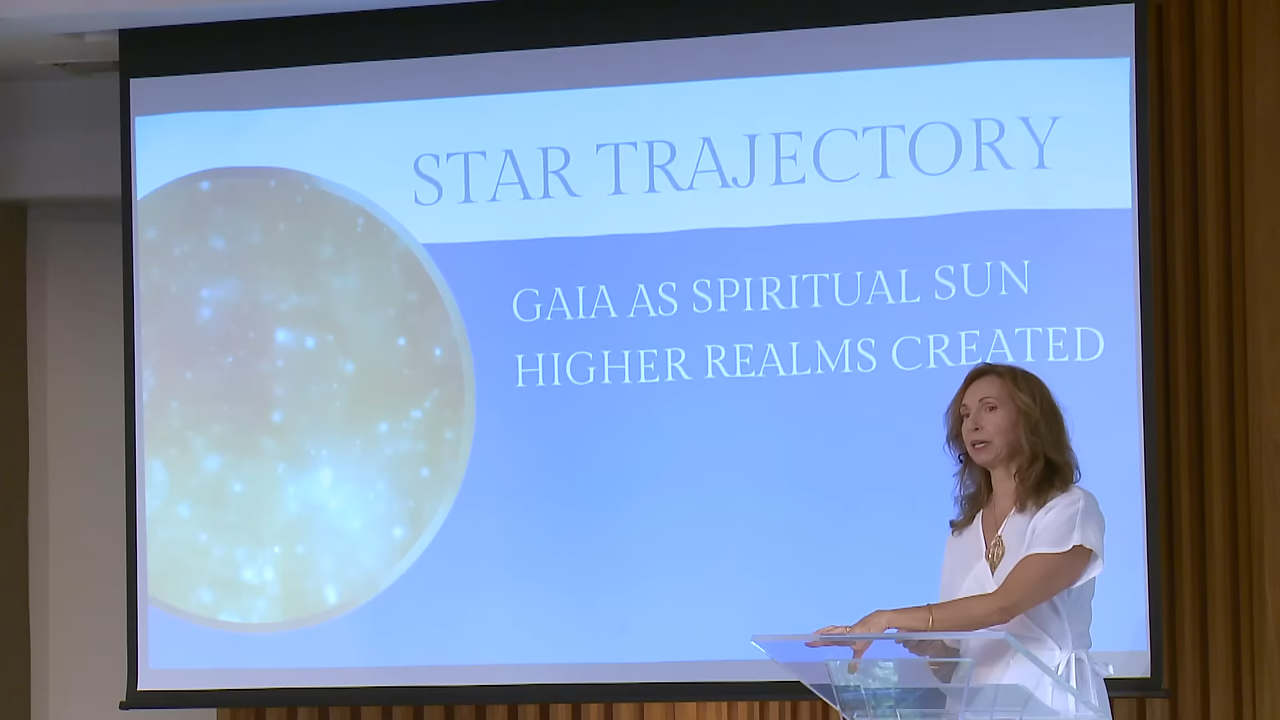 STAR TRAJECTORY
GAIA AS SPIRITUAL SUN
HIGHER REALMS CREATED